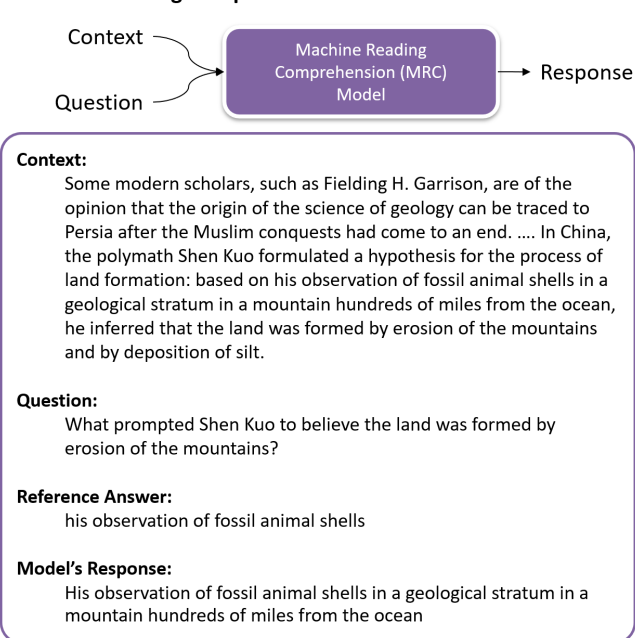 Context
Question
Machine Reading
Comprehension (MRC)
Model
Response
Context:
Some modern scholars, such as Fielding H. Garrison, are of the
opinion that the origin of the science of geology can be traced to
Persia after the Muslim conquests had come to an end. .... In China,
the polymath Shen Kuo formulated a hypothesis for the process of
land formation: based on his observation of fossil animal shells in a
geological stratum in a mountain hundreds of miles from the ocean,
he inferred that the land was formed by erosion of the mountains
and by deposition of silt.
Question:
What prompted Shen Kuo to believe the land was formed by
erosion of the mountains?
Reference Answer:
his observation of fossil animal shells
Model’s Response:
His observation of fossil animal shells in a geological stratum in a
mountain hundreds of miles from the ocean